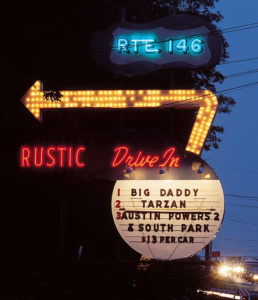 RTE. 146
RUSTIC Drive In
1 BIG DADDY
2 TARZAN
3 AUSTIN POWERS 2
& SOUTH PARK
$13 PER CAR